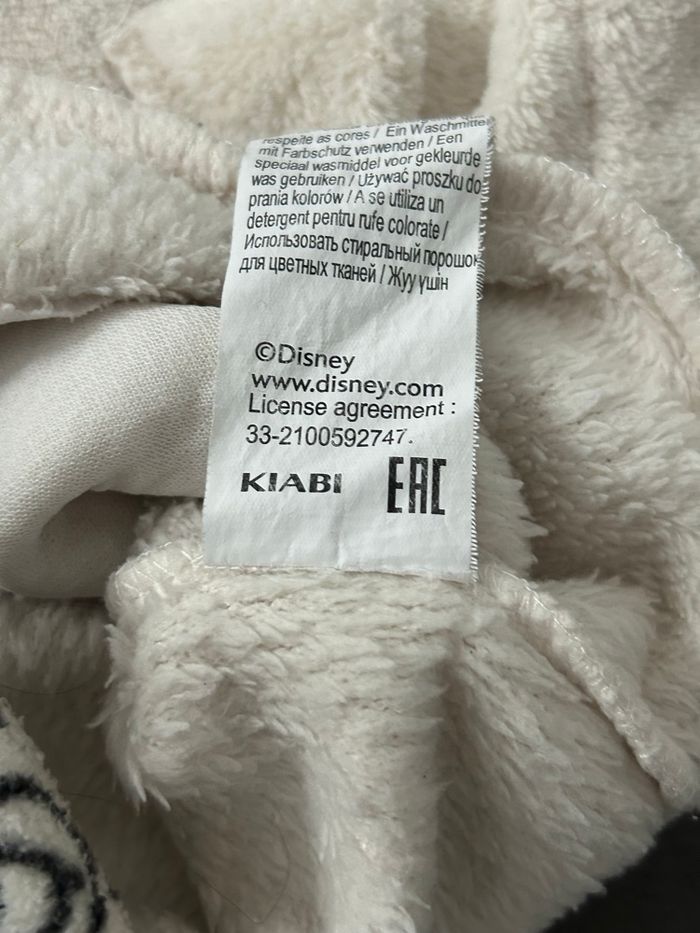 respeite as cores / Ein Waschmittel
mit Farbschutz verwenden / Een
speciaal wasmiddel voor gekleurde
was gebruiken / Używać proszku do
prania kolorów / A se utiliza un
detergent pentru rufe colorate /
Использовать стиральный порошок
для цветных тканей / Жуу үшін
©Disney
www.disney.com
License agreement :
33-2100592747.
KIABI EAC